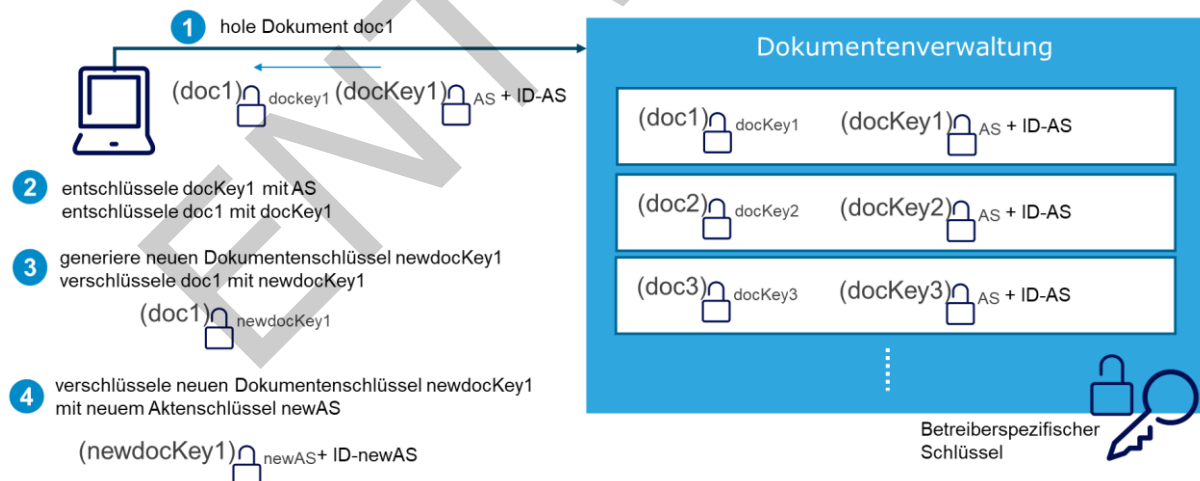 1 hole Dokument doc1
(doc1) dockey1 (docKey1) AS + ID-AS
2 entschlüssele docKey1 mit AS
entschlüssele doc1 mit docKey1
3 generiere neuen Dokumentenschlüssel newdocKey1
verschlüssele doc1 mit newdocKey1
(doc1) newdocKey1
4 verschlüssele neuen Dokumentenschlüssel newdocKey1
mit neuem Aktenschlüssel newAS
(newdocKey1) newAS+ ID-newAS
Dokumentenverwaltung
(doc1) docKey1 (docKey1) AS + ID-AS
(doc2) docKey2 (docKey2) AS + ID-AS
(doc3) docKey3 (docKey3) AS + ID-AS
Betreiberspezifischer
Schlüssel